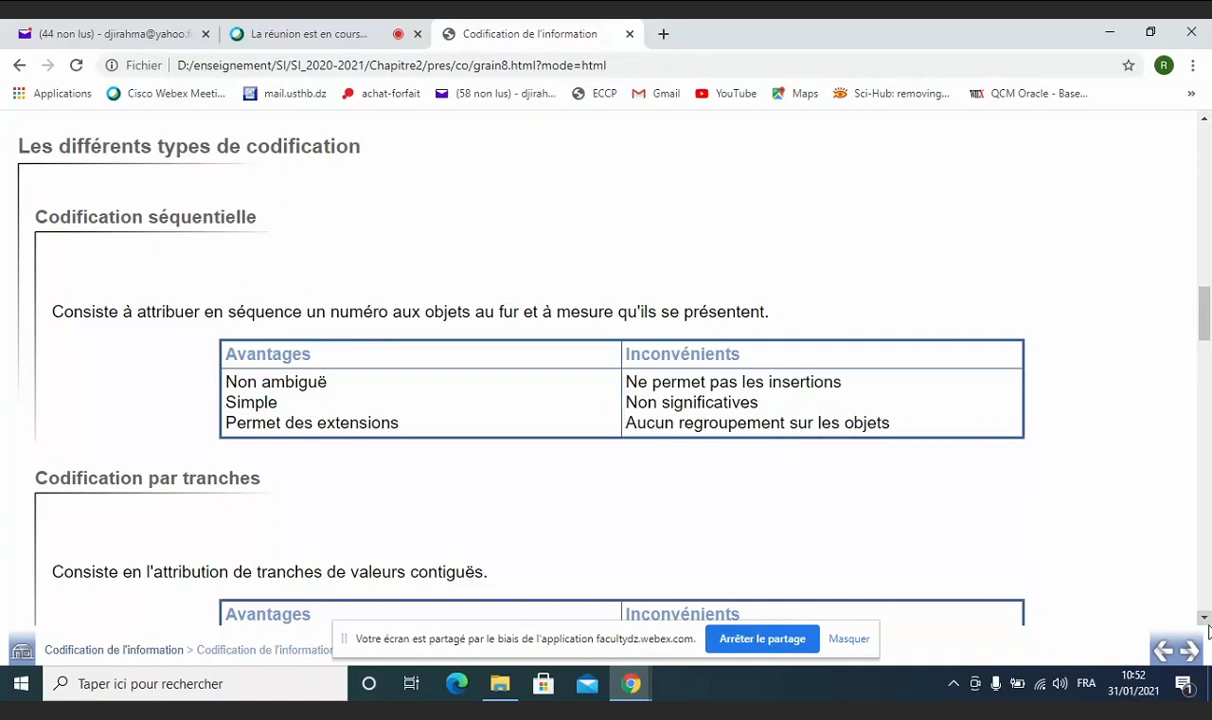 (44 non lus) - djirahma@yahoo.f
La réunion est en cours...
Codification de l'information
Fichier
D:/enseignement/SI/SI_2020-2021/Chapitre2/pres/co/grain8.html?mode=html
R
Applications
Cisco Webex Meeti...
mail.usthb.dz
achat-forfait
(58 non lus) - djirah...
ECCP
Gmail
YouTube
Maps
Sci-Hub: removing...
QCM Oracle - Base...
»
Les différents types de codification
Codification séquentielle
Consiste à attribuer en séquence un numéro aux objets au fur et à mesure qu'ils se présentent.
Avantages
Inconvénients
Non ambiguë
Ne permet pas les insertions
Simple
Non significatives
Permet des extensions
Aucun regroupement sur les objets
Codification par tranches
Consiste en l'attribution de tranches de valeurs contiguës.
Avantages
Inconvénients
Votre écran est partagé par le biais de l'application facultydz.webex.com.
Arrêter le partage
Masquer
Codification de l'information > Codification de l'information
Taper ici pour rechercher
FRA
10:52
31/01/2021
1